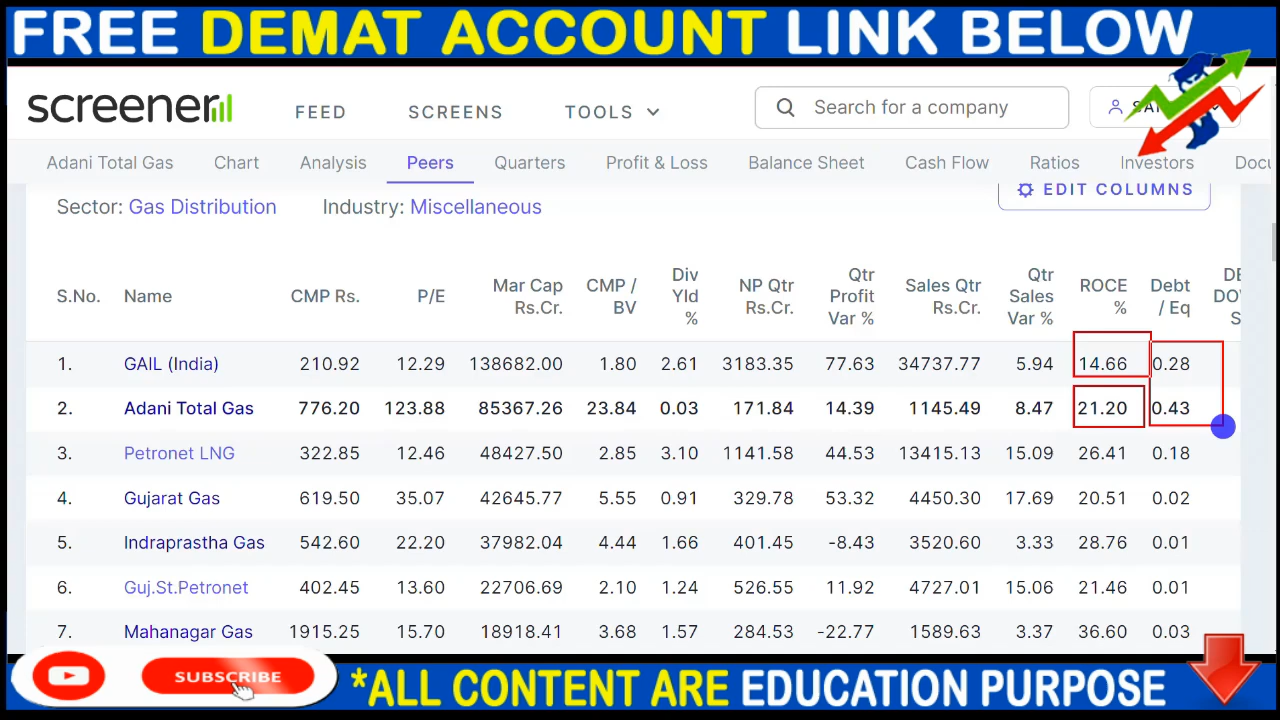 FREE DEMAT ACCOUNT LINK BELOW
screener
FEED SCREENS TOOLS Search for a company
Adani Total Gas Chart Analysis Peers Quarters Profit & Loss Balance Sheet Cash Flow Ratios Investors
Sector: Gas Distribution Industry: Miscellaneous EDIT COLUMNS
S.No. Name CMP Rs. P/E Mar Cap Rs.Cr. CMP / BV Div Yld % NP Qtr Rs.Cr. Qtr Profit Var % Sales Qtr Rs.Cr. Qtr Sales Var % ROCE % Debt / Eq
1. GAIL (India) 210.92 12.29 138682.00 1.80 2.61 3183.35 77.63 34737.77 5.94 14.66 0.28
2. Adani Total Gas 776.20 123.88 85367.26 23.84 0.03 171.84 14.39 1145.49 8.47 21.20 0.43
3. Petronet LNG 322.85 12.46 48427.50 2.85 3.10 1141.58 44.53 13415.13 15.09 26.41 0.18
4. Gujarat Gas 619.50 35.07 42645.77 5.55 0.91 329.78 53.32 4450.30 17.69 20.51 0.02
5. Indraprastha Gas 542.60 22.20 37982.04 4.44 1.66 401.45 -8.43 3520.60 3.33 28.76 0.01
6. Guj.St.Petronet 402.45 13.60 22706.69 2.10 1.24 526.55 11.92 4727.01 15.06 21.46 0.01
7. Mahanagar Gas 1915.25 15.70 18918.41 3.68 1.57 284.53 -22.77 1589.63 3.37 36.60 0.03
SUBSCRIBE
*ALL CONTENT ARE EDUCATION PURPOSE